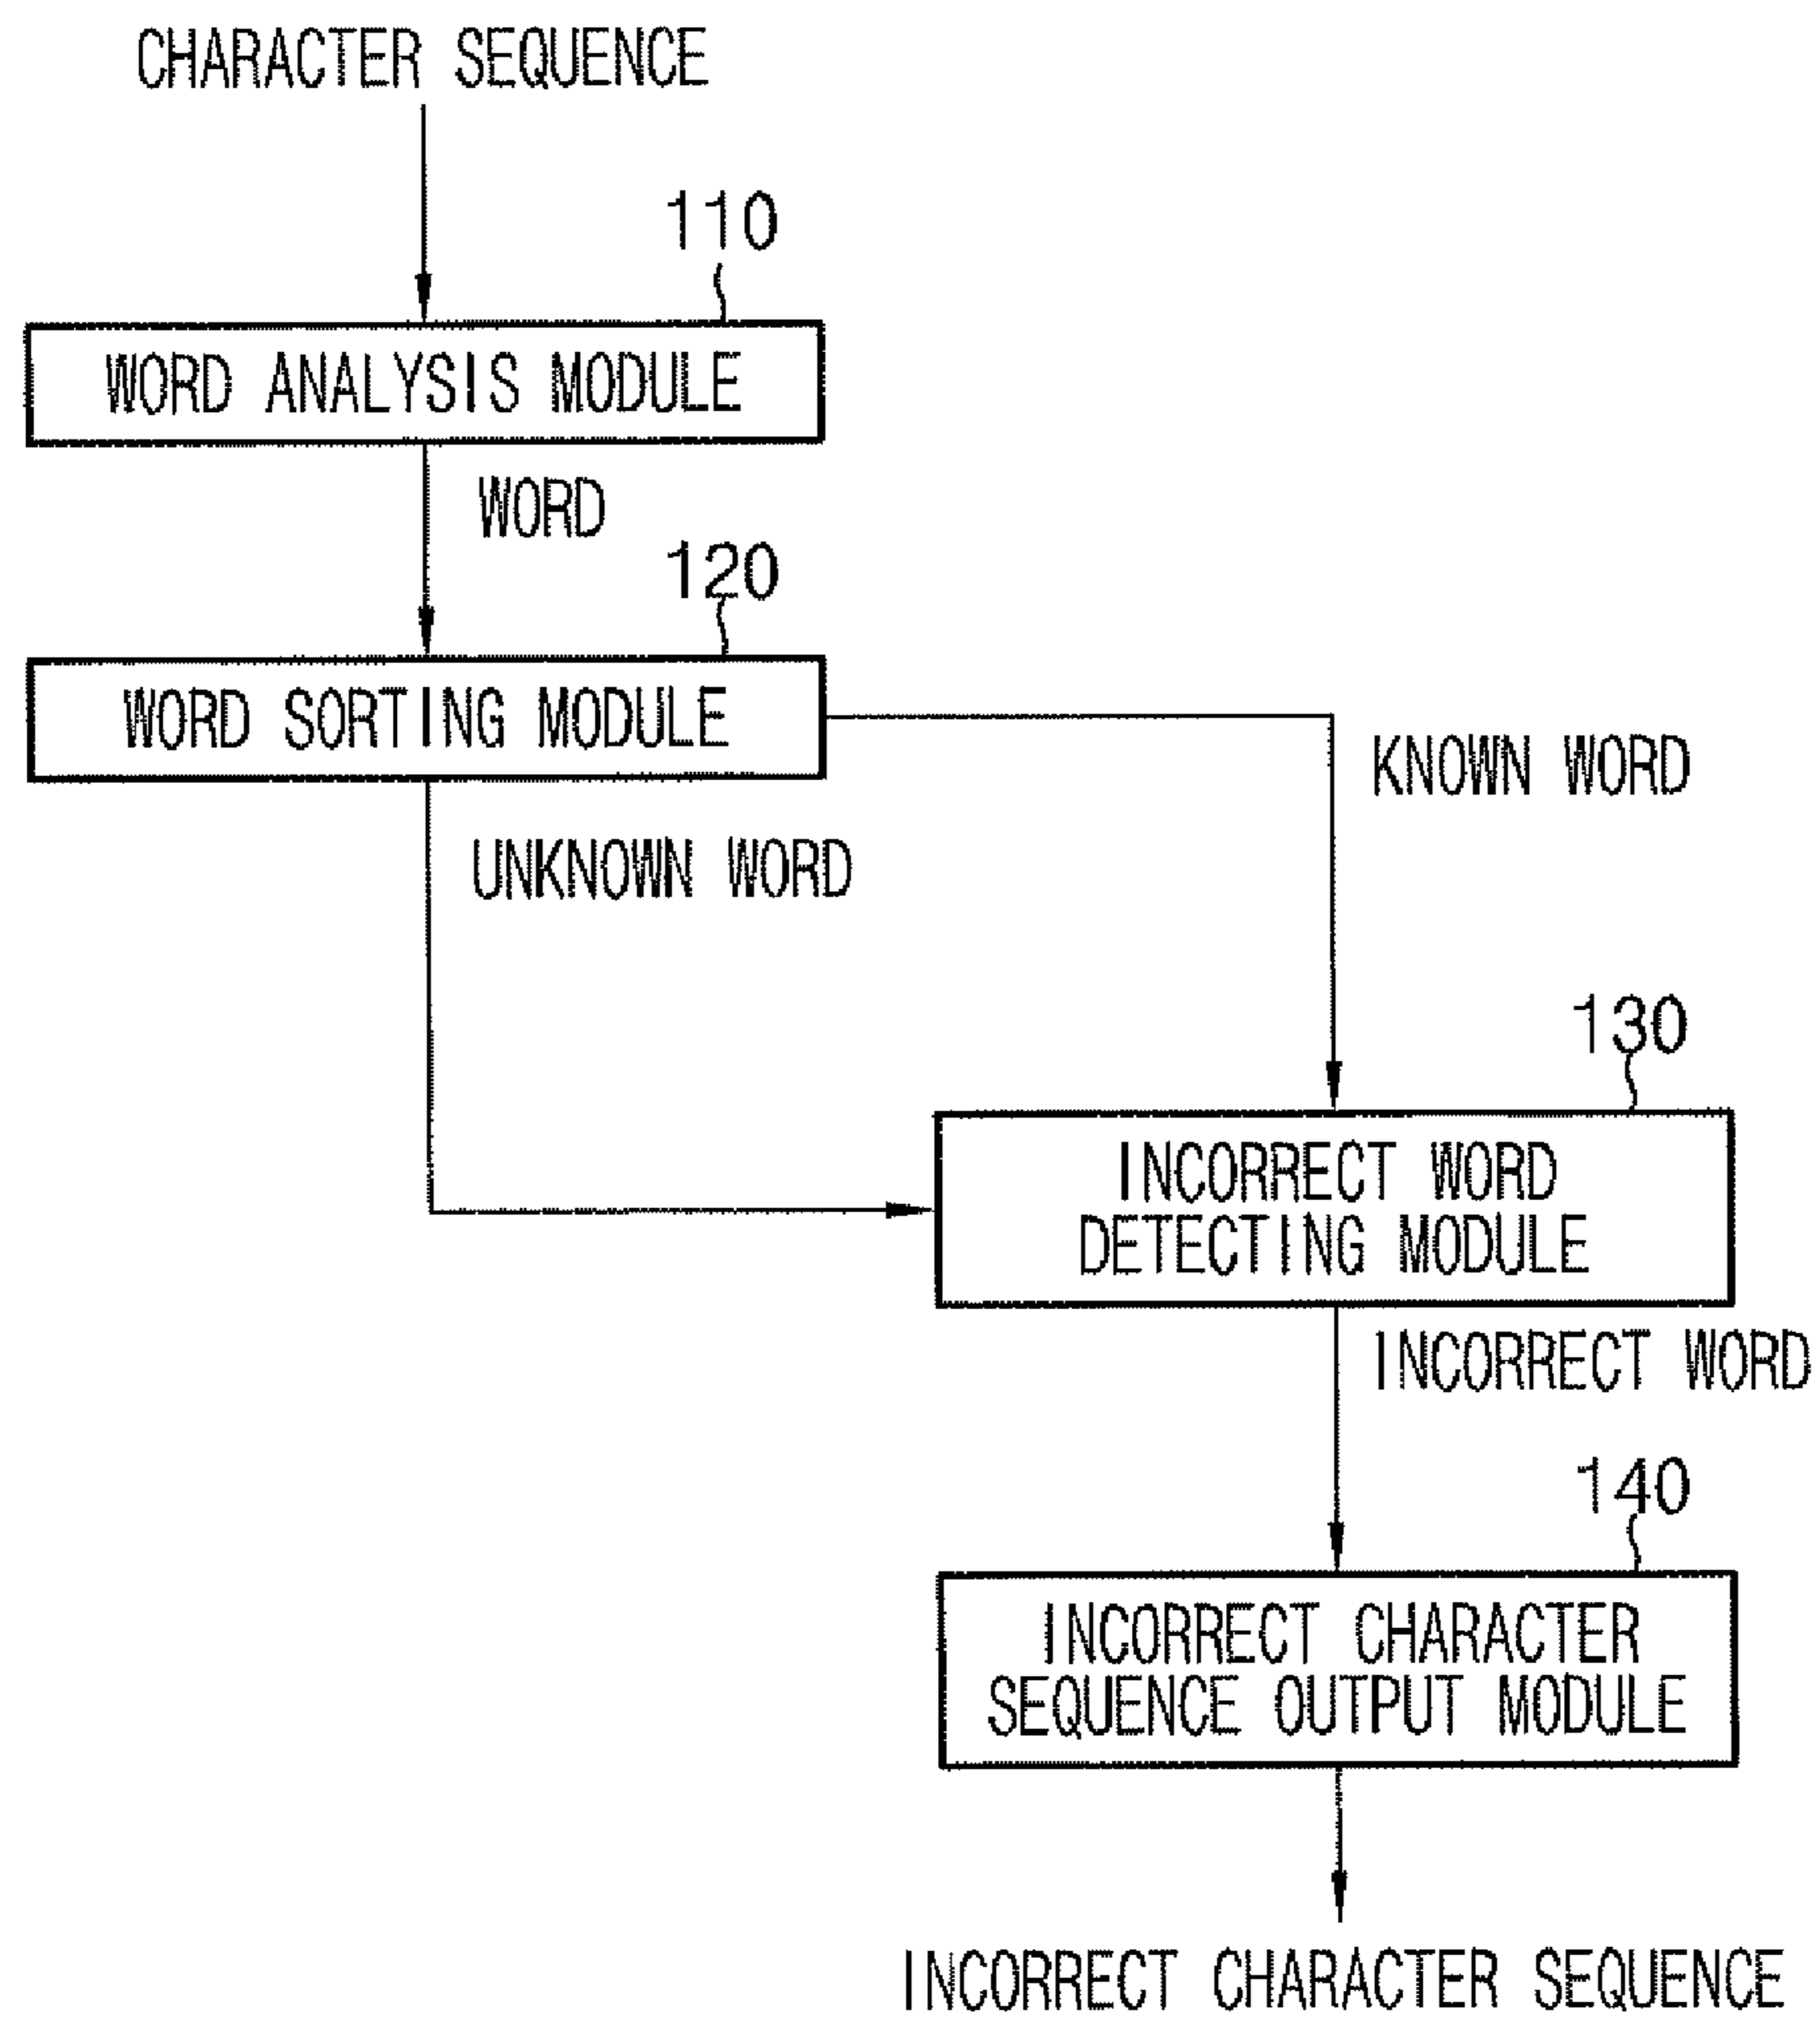 CHARACTER SEQUENCE
110
WORD ANALYSIS MODULE
WORD
120
WORD SORTING MODULE
KNOWN WORD
UNKNOWN WORD
130
INCORRECT WORD
DETECTING MODULE
INCORRECT WORD
140
INCORRECT CHARACTER
SEQUENCE OUTPUT MODULE
INCORRECT CHARACTER SEQUENCE